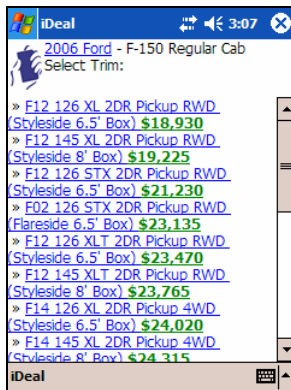 iDeal 3:07
2006 Ford - F-150 Regular Cab
Select Trim:
» F12 126 XL 2DR Pickup RWD
(Styleside 6.5' Box) $18,930
» F12 145 XL 2DR Pickup RWD
(Styleside 8' Box) $19,225
» F12 126 STX 2DR Pickup RWD
(Styleside 6.5' Box) $21,230
» F02 126 STX 2DR Pickup RWD
(Flareside 6.5' Box) $23,135
» F12 126 XLT 2DR Pickup RWD
(Styleside 6.5' Box) $23,470
» F12 145 XLT 2DR Pickup RWD
(Styleside 8' Box) $23,765
» F14 126 XL 2DR Pickup 4WD
(Styleside 6.5' Box) $24,020
» F14 145 XL 2DR Pickup 4WD
(Styleside 8' Box) $24,315
iDeal